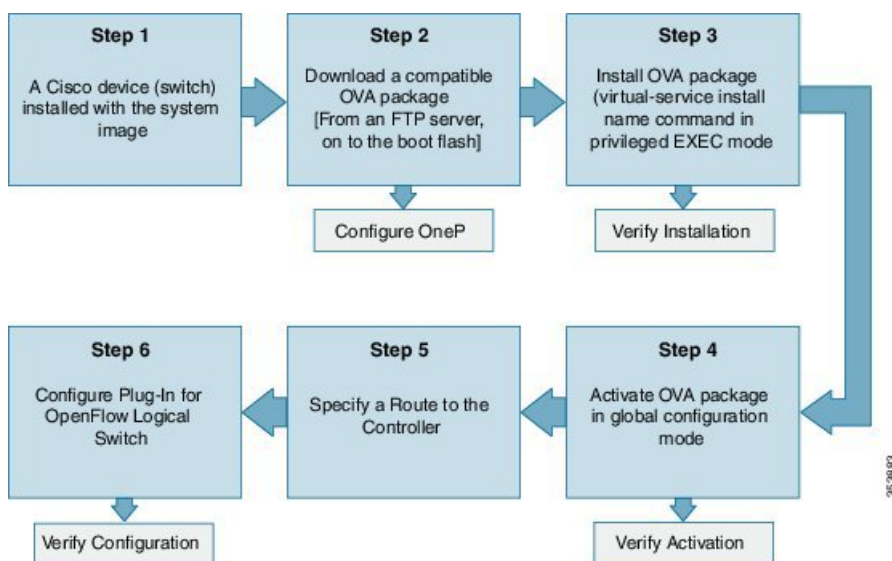 Step 1
A Cisco device (switch)
installed with the system
image
Step 2
Download a compatible
OVA package
[From an FTP server,
on to the boot flash]
Configure OneP
Step 3
Install OVA package
(virtual-service install
name command in
privileged EXEC mode
Verify Installation
Step 4
Activate OVA package
in global configuration
mode
Verify Activation
Step 5
Specify a Route to the
Controller
Step 6
Configure Plug-In for
OpenFlow Logical
Switch
Verify Configuration
353883